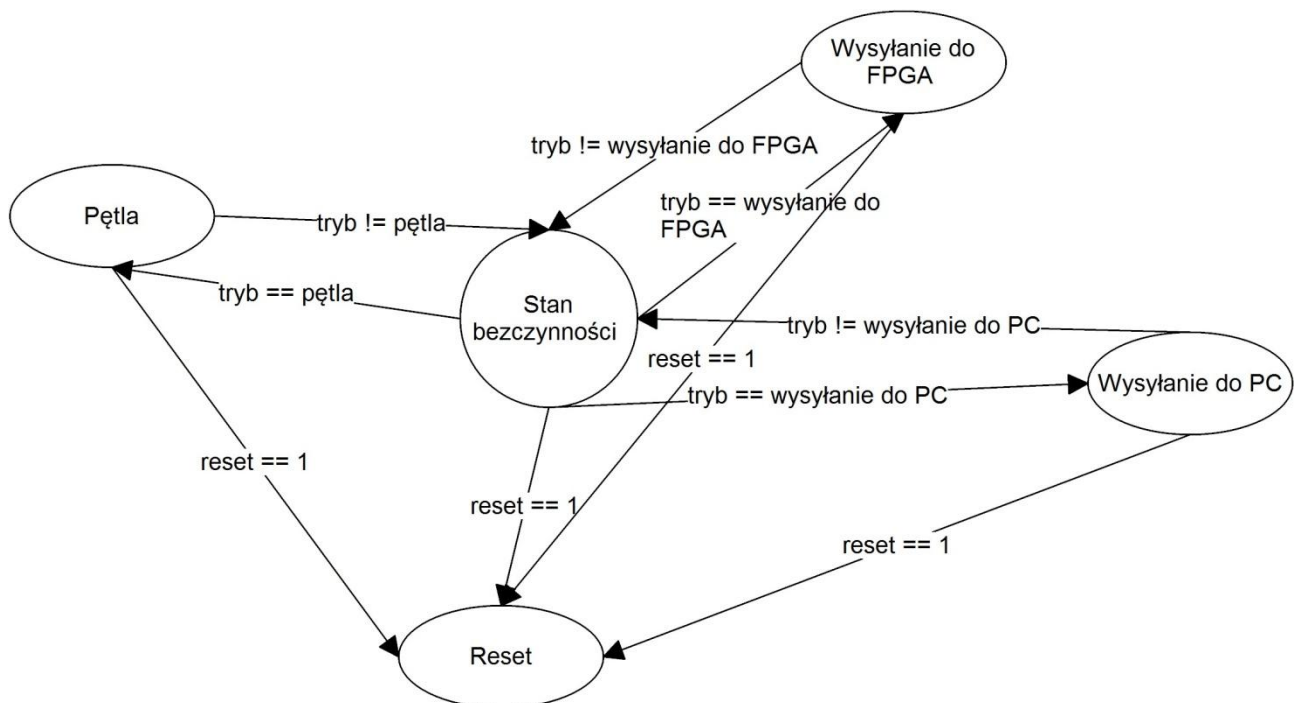 Wysyłanie do
FPGA
tryb != wysyłanie do FPGA
Pętla
tryb != pętla
tryb == wysyłanie do
FPGA
tryb == pętla
Stan
bezczynności
tryb != wysyłanie do PC
reset == 1
tryb == wysyłanie do PC
Wysyłanie do PC
reset == 1
reset == 1
reset == 1
Reset